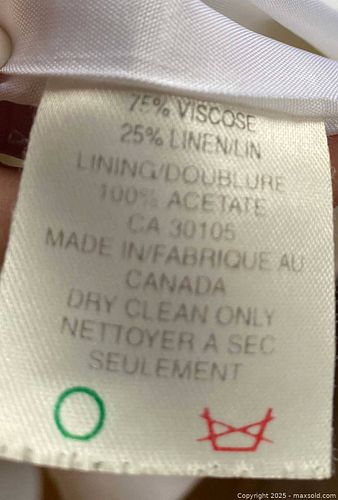 75% VISCOSE
25% LINEN/LIN
LINING/DOUBLURE
100% ACETATE
CA 30105
MADE IN/FABRIQUE AU
CANADA
DRY CLEAN ONLY
NETTOYER A SEC
SEULEMENT
Copyright © 2025 - maxsold.com